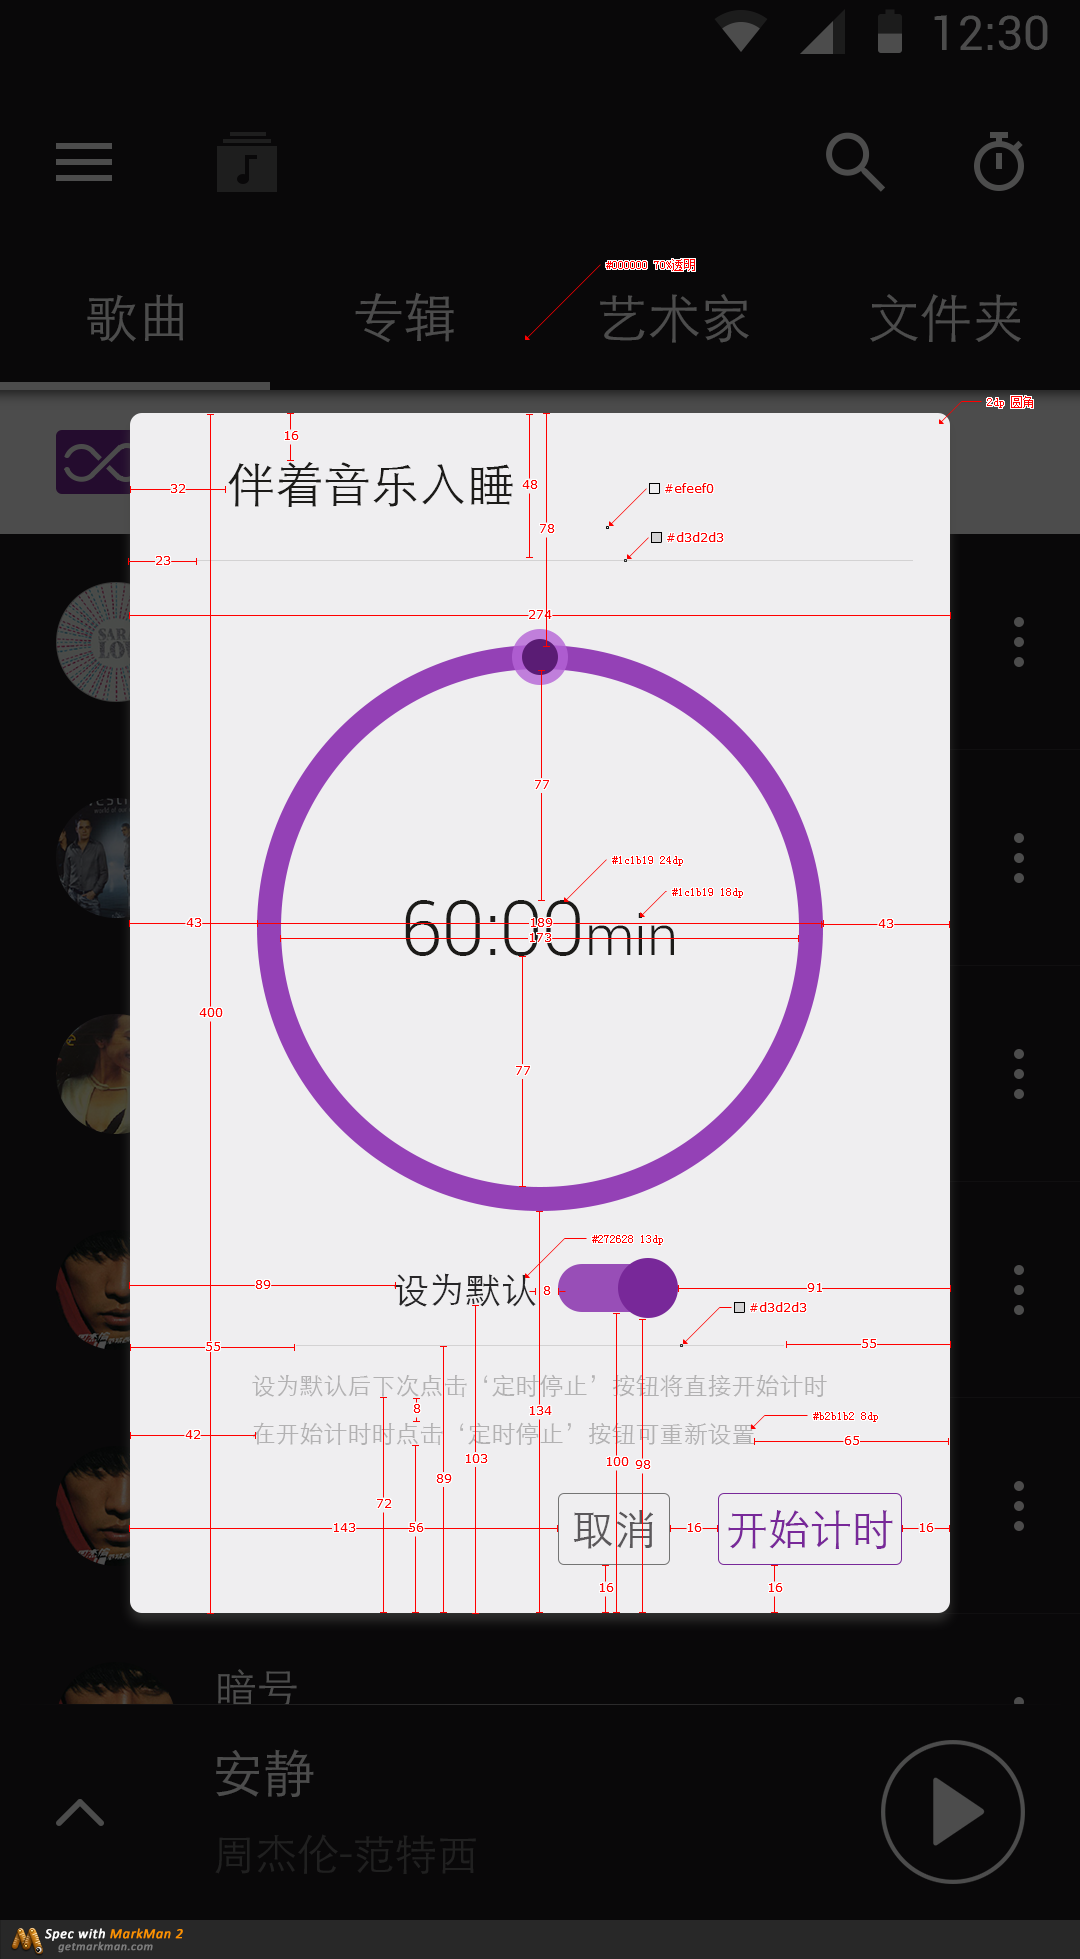 12:30
#000000 70%透明
歌曲 专辑 艺术家 文件夹
2dp 圆角
16
32 伴着音乐入睡 48 #efeef0
78
#d3d2d3
23
274
77
#1c1b19 24dp
#1c1b19 18dp
43 60:00min 189 43
173
400
77
#272628 13dp
89 设为默认 8 91
#d3d2d3
55 55
设为默认后下次点击‘定时停止’按钮将直接开始计时
8 134
#b2b1b2 8dp
42 在开始计时时点击‘定时停止’按钮可重新设置 65
103 100 98
89
72
143 56 取消 16 开始计时 16
16 16
暗号
安静
周杰伦-范特西
Spec with MarkMan 2
getmarkman.com